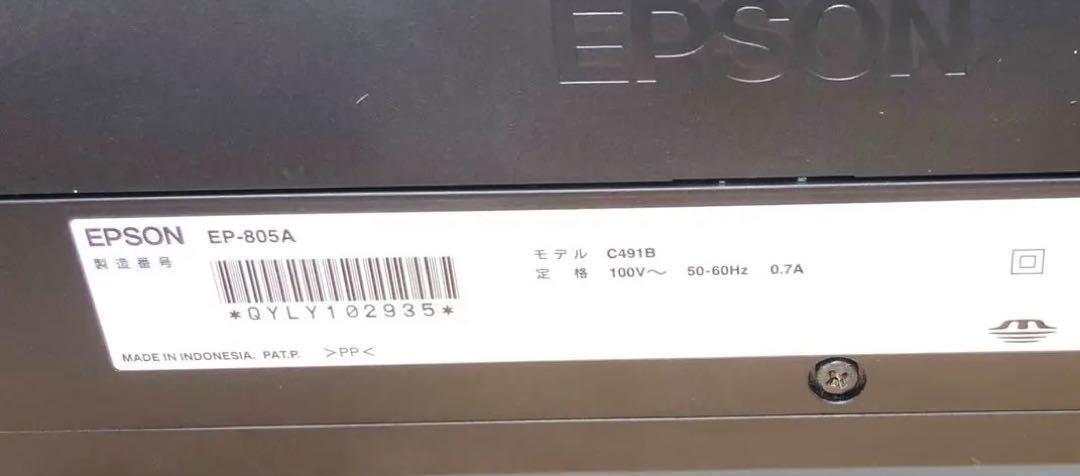 EPSON
EPSON EP-805A
製造番号
*QYLY102935*
モデル C491B
定格 100V～ 50-60Hz 0.7A
MADE IN INDONESIA. PAT.P. >PP<